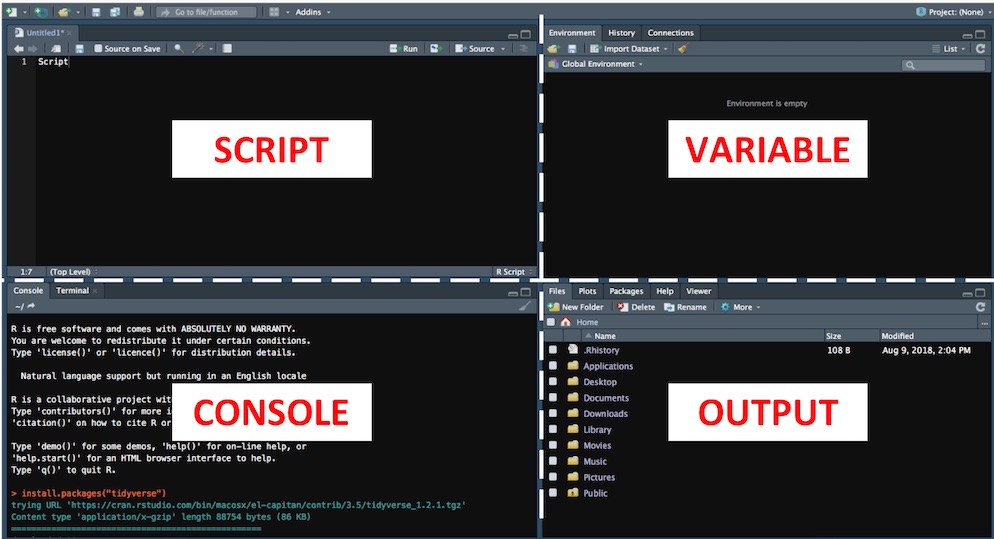 Go to file/function Addins Project: (None)
Untitled1*
Source on Save Run Source
1 Script
SCRIPT
1:7 (Top Level) R Script
Environment History Connections
Import Dataset List
Global Environment
Environment is empty
VARIABLE
Console Terminal
~/
R is free software and comes with ABSOLUTELY NO WARRANTY.
You are welcome to redistribute it under certain conditions.
Type 'license()' or 'licence()' for distribution details.
Natural language support but running in an English locale
R is a collaborative project wit
Type 'contributors()' for more i
'citation()' on how to cite R or
CONSOLE
Type 'demo()' for some demos, 'help()' for on-line help, or
'help.start()' for an HTML browser interface to help.
Type 'q()' to quit R.
> install.packages("tidyverse")
trying URL 'https://cran.rstudio.com/bin/macosx/el-capitan/contrib/3.5/tidyverse_1.2.1.tgz'
Content type 'application/x-gzip' length 88754 bytes (86 KB)
==================================================
Files Plots Packages Help Viewer
New Folder Delete Rename More
Home ...
Name Size Modified
.Rhistory 108 B Aug 9, 2018, 2:04 PM
Applications
Desktop
Documents
Downloads
Library
Movies
Music
Pictures
Public
OUTPUT